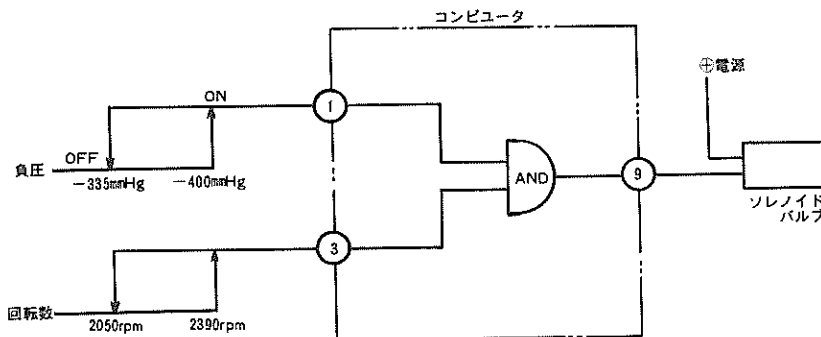 コンピュータ
⊕電源
ON
1
OFF
負圧
−335mmHg
−400mmHg
AND
9
ソレノイド
バルブ
3
回転数
2050rpm
2390rpm